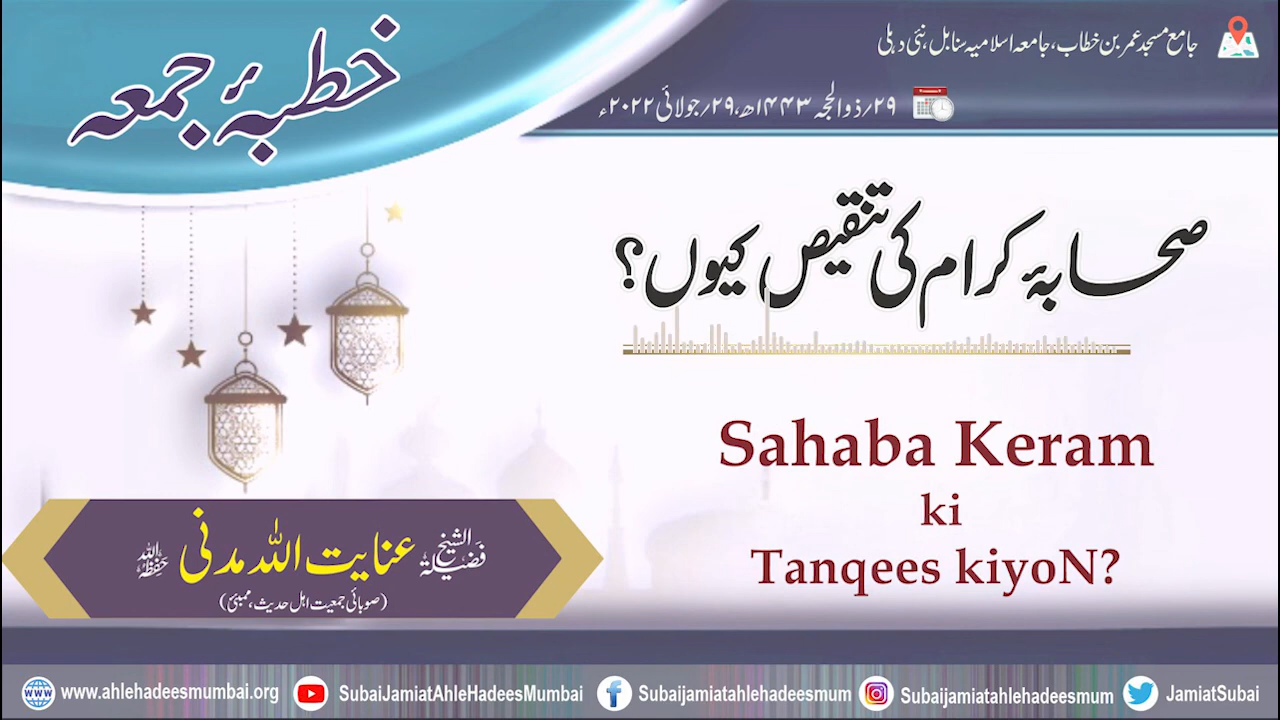 خطبۂ جمعہ
جامع مسجد عمر بن خطاب، جامعہ اسلامیہ سنابل، نئی دہلی
۲۹؍ ذوالحجہ ۱۴۴۳ھ، ۲۹؍ جولائی ۲۰۲۲ء
صحابۂ کرام کی تنقیص کیوں؟
Sahaba Keram
ki
Tanqees kiyoN?
فضیلۃ الشیخ عنایت اللہ مدنی حفظہ اللہ
(صوبائی جمعیت اہل حدیث، ممبئی)
www.ahlehadeesmumbai.org SubaiJamiatAhleHadeesMumbai Subaijamiatahlehadeesmum Subaijamiatahlehadeesmum JamiatSubai